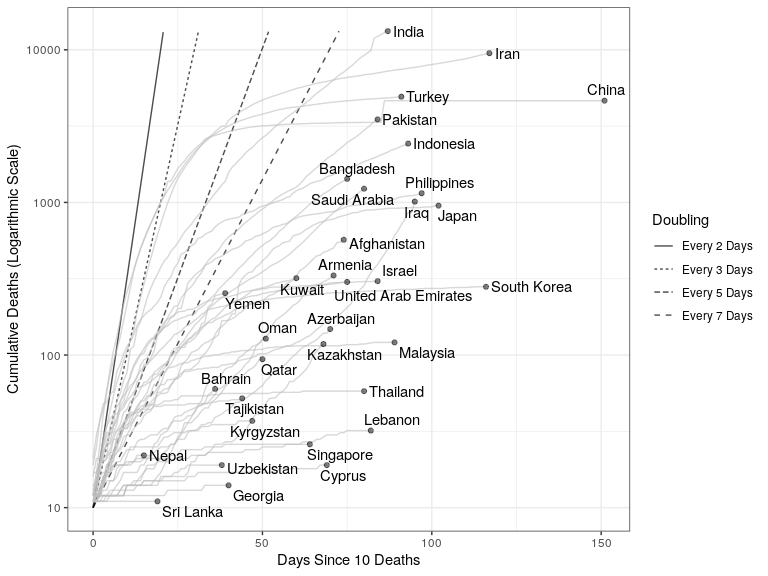 India
Iran
China
Turkey
Pakistan
Indonesia
Bangladesh
Philippines
Saudi Arabia
Iraq
Japan
Afghanistan
Armenia
Israel
Kuwait
United Arab Emirates
South Korea
Yemen
Azerbaijan
Oman
Kazakhstan
Malaysia
Qatar
Bahrain
Thailand
Tajikistan
Lebanon
Kyrgyzstan
Nepal
Singapore
Uzbekistan
Cyprus
Georgia
Sri Lanka
10000
1000
100
10
0
50
100
150
Days Since 10 Deaths
Cumulative Deaths (Logarithmic Scale)
Doubling
Every 2 Days
Every 3 Days
Every 5 Days
Every 7 Days